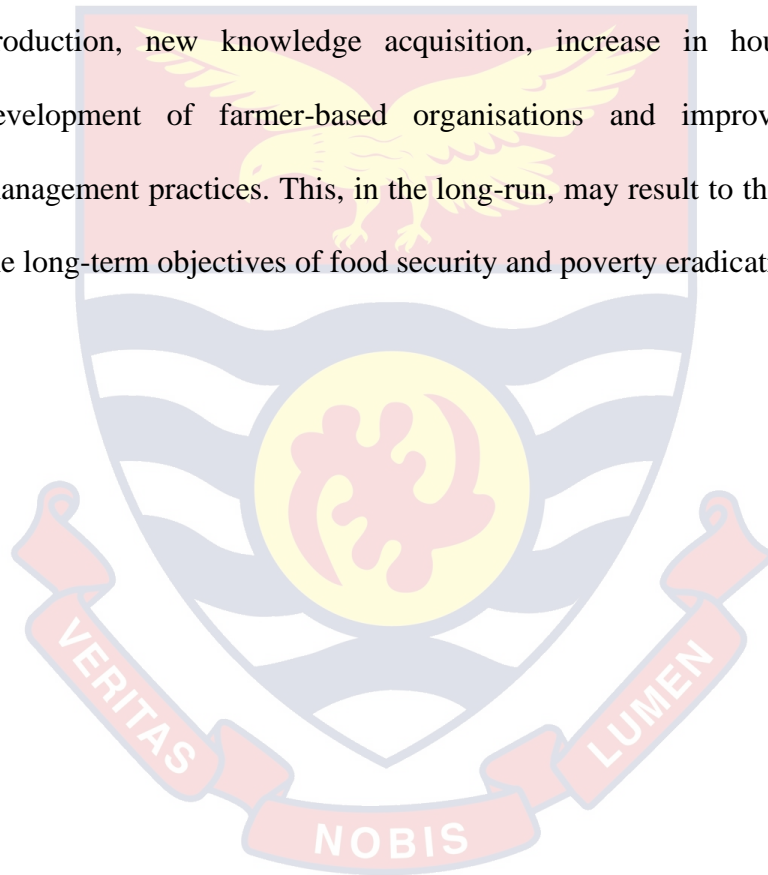 roduction, new knowledge acquisition, increase in hou
evelopment of farmer-based organisations and improv
anagement practices. This, in the long-run, may result to th
e long-term objectives of food security and poverty eradicati
VERITAS
NOBIS
LUMEN